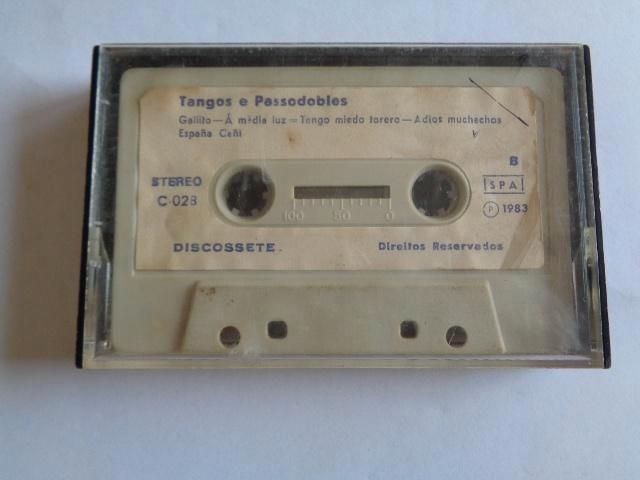 Tangos e Passodobles
Gallito — Á média luz = Tengo miedo torero — Adios muchachos
España Cañi
B
STEREO
SPA
C-028
P 1983
100 50 0
DISCOSSETE
Direitos Reservados